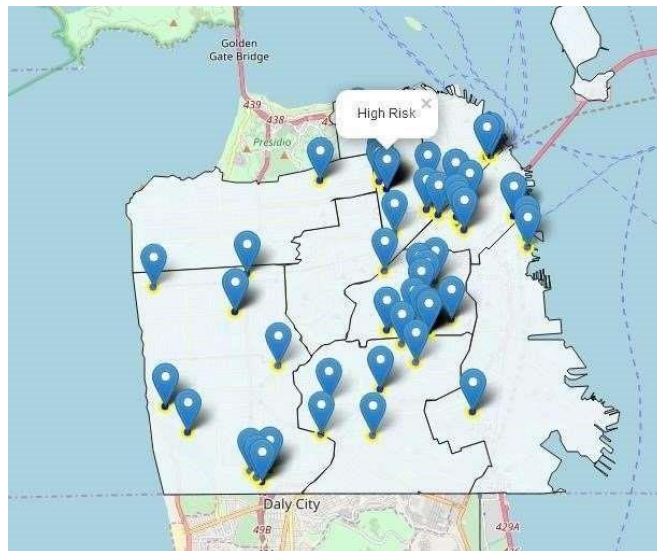 Golden
Gate Bridge
439
438
Presidio
High Risk
×
Daly City
49B
429A